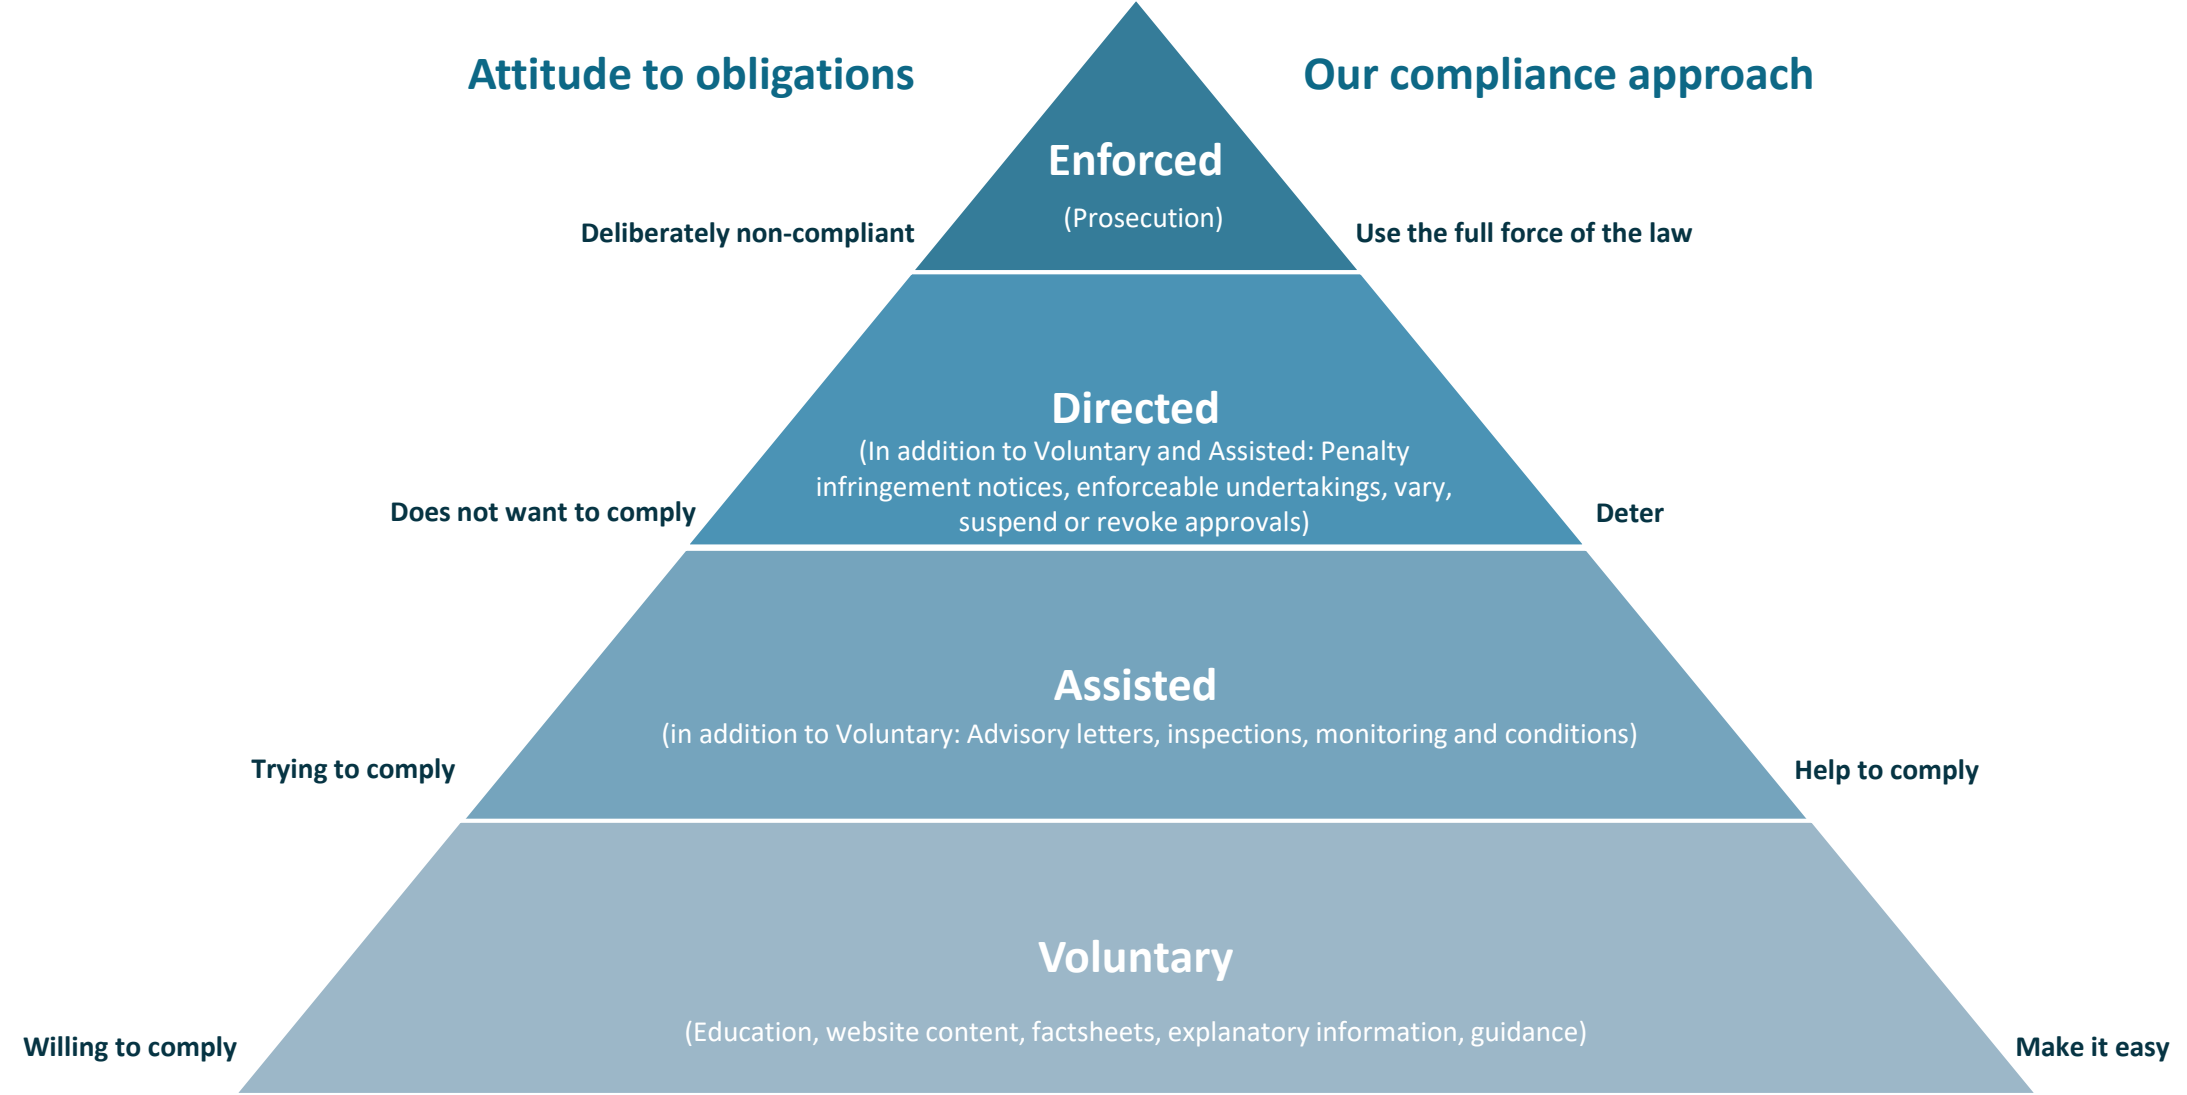 Attitude to obligations
Our compliance approach
Enforced
(Prosecution)
Deliberately non-compliant
Use the full force of the law
Directed
(In addition to Voluntary and Assisted: Penalty
infringement notices, enforceable undertakings, vary,
suspend or revoke approvals)
Does not want to comply
Deter
Assisted
(in addition to Voluntary: Advisory letters, inspections, monitoring and conditions)
Trying to comply
Help to comply
Voluntary
(Education, website content, factsheets, explanatory information, guidance)
Willing to comply
Make it easy